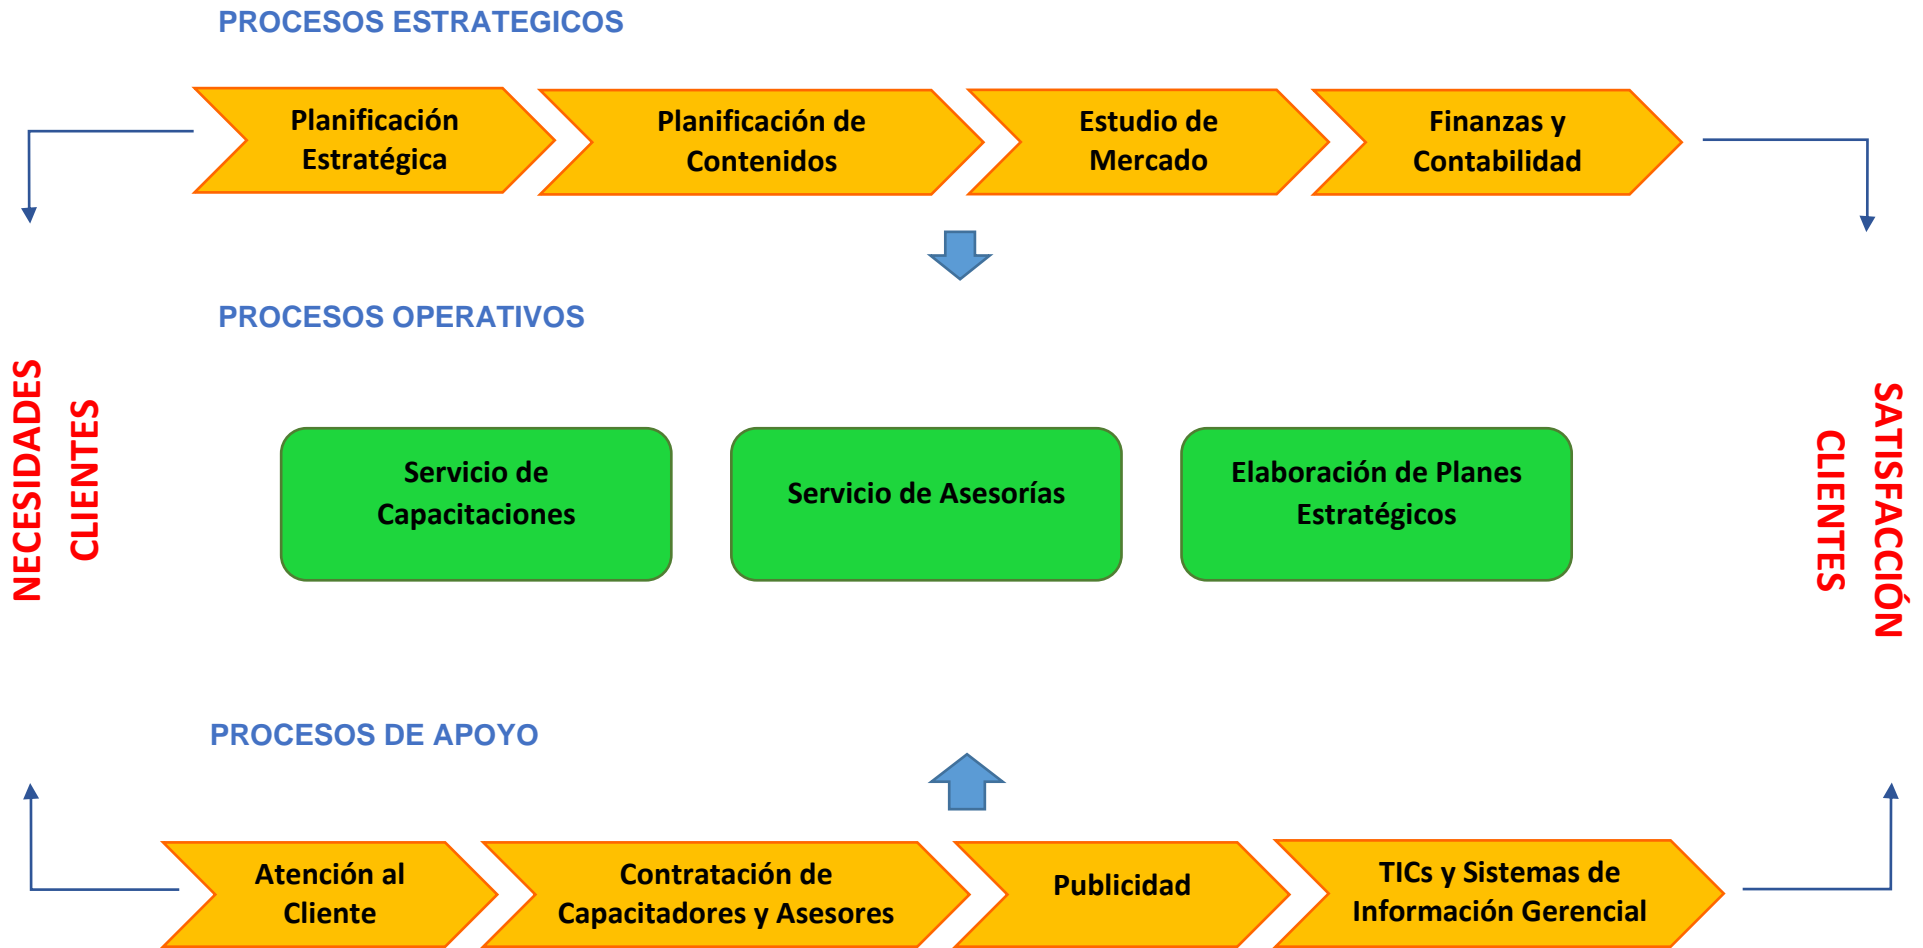 PROCESOS ESTRATEGICOS
Planificación
Estratégica
Planificación de
Contenidos
Estudio de
Mercado
Finanzas y
Contabilidad
PROCESOS OPERATIVOS
NECESIDADES
CLIENTES
Servicio de
Capacitaciones
Servicio de Asesorías
Elaboración de Planes
Estratégicos
SATISFACCIÓN
CLIENTES
PROCESOS DE APOYO
Atención al
Cliente
Contratación de
Capacitadores y Asesores
Publicidad
TICs y Sistemas de
Información Gerencial